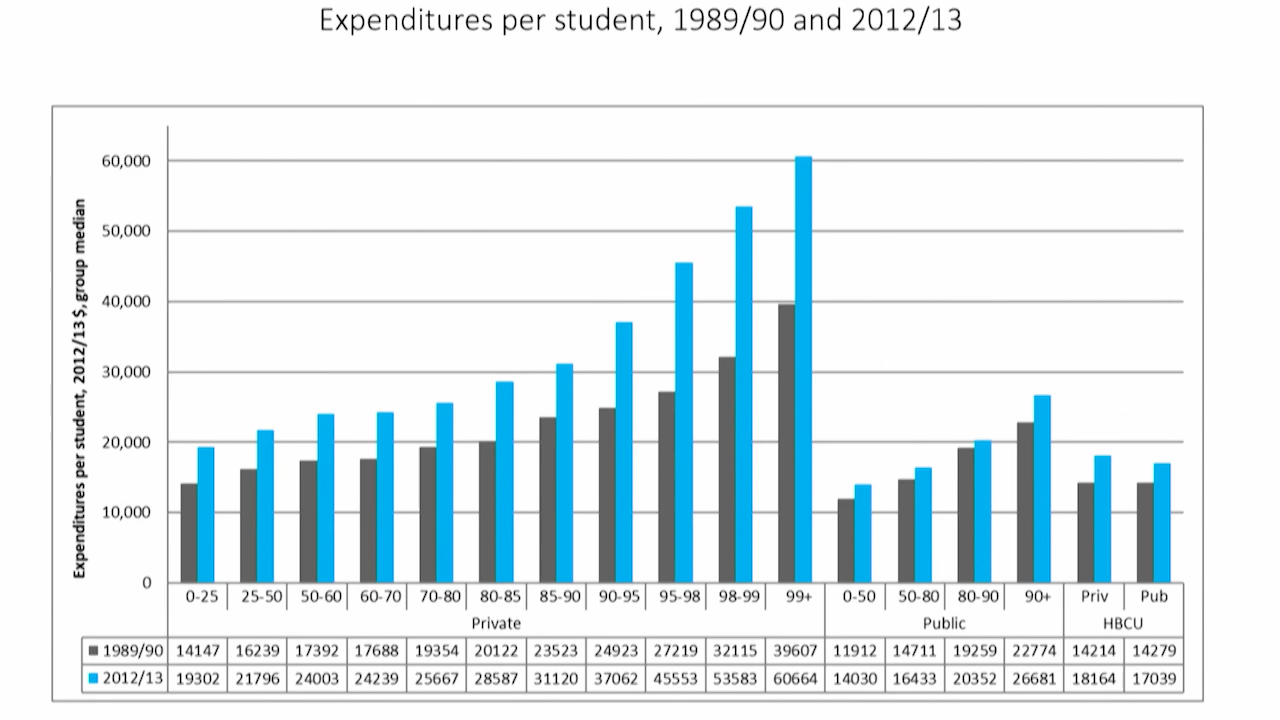 Expenditures per student, 1989/90 and 2012/13
Expenditures per student, 2012/13 $, group median
60,000
50,000
40,000
30,000
20,000
10,000
0
0-25 25-50 50-60 60-70 70-80 80-85 85-90 90-95 95-98 98-99 99+ 0-50 50-80 80-90 90+ Priv Pub
Private Public HBCU
1989/90 14147 16239 17392 17688 19354 20122 23523 24923 27219 32115 39607 11912 14711 19259 22774 14214 14279
2012/13 19302 21796 24003 24239 25667 28587 31120 37062 45553 53583 60664 14030 16433 20352 26681 18164 17039